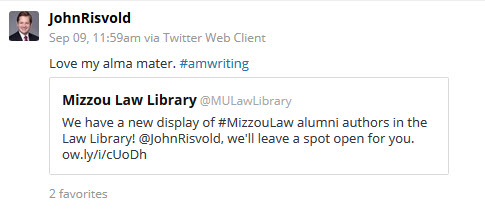 JohnRisvold
Sep 09, 11:59am via Twitter Web Client
Love my alma mater. #amwriting
Mizzou Law Library @MULawLibrary
We have a new display of #MizzouLaw alumni authors in the
Law Library! @JohnRisvold, we'll leave a spot open for you.
ow.ly/i/cUoDh
2 favorites